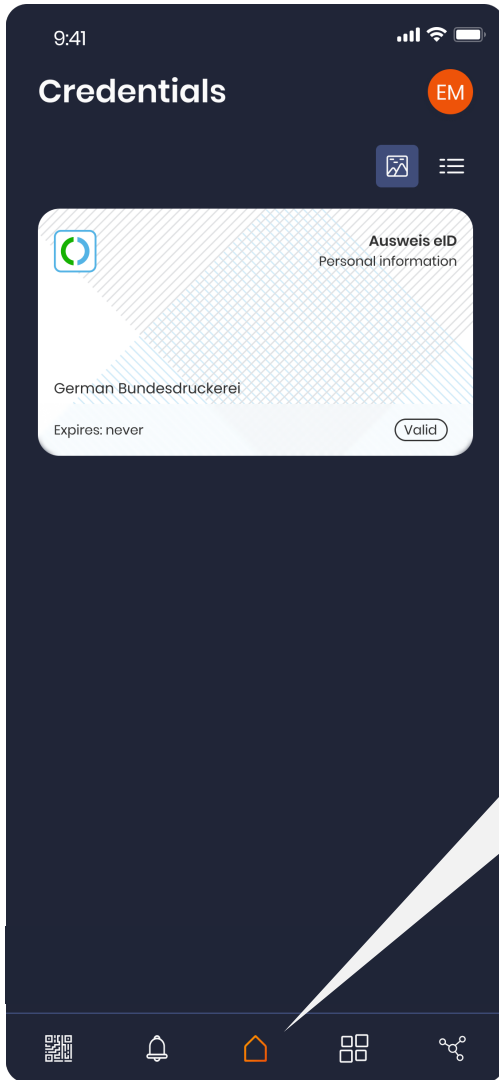 9:41
Credentials
EM
Ausweis eID
Personal information
German Bundesdruckerei
Expires: never
Valid